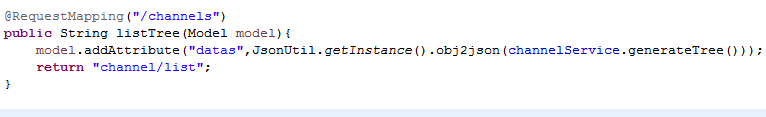 @RequestMapping("/channels")
public String listTree(Model model){
    model.addAttribute("datas",JsonUtil.getInstance().obj2json(channelService.generateTree()));
    return "channel/list";
}